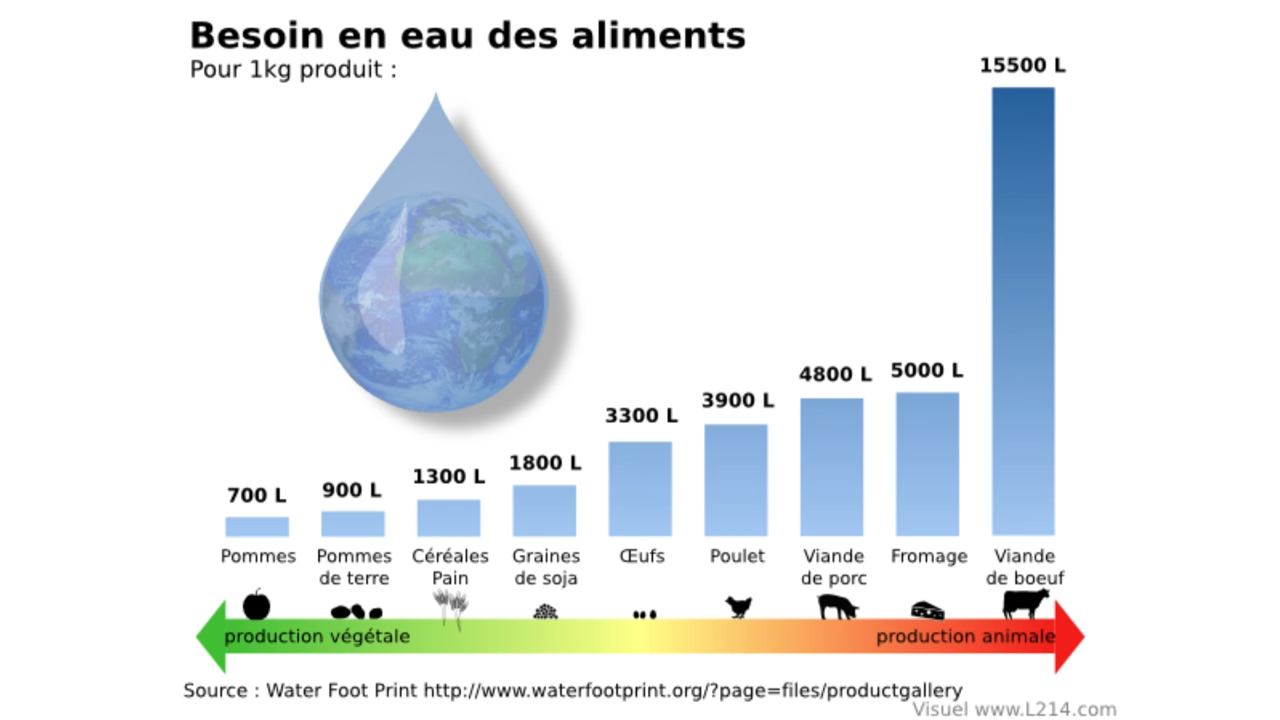 Besoin en eau des aliments
Pour 1kg produit :
15500 L
5000 L
4800 L
3900 L
3300 L
1800 L
1300 L
900 L
700 L
Pommes
Pommes
de terre
Céréales
Pain
Graines
de soja
Œufs
Poulet
Viande
de porc
Fromage
Viande
de boeuf
production végétale
production animale
Source : Water Foot Print http://www.waterfootprint.org/?page=files/productgallery
Visuel www.L214.com